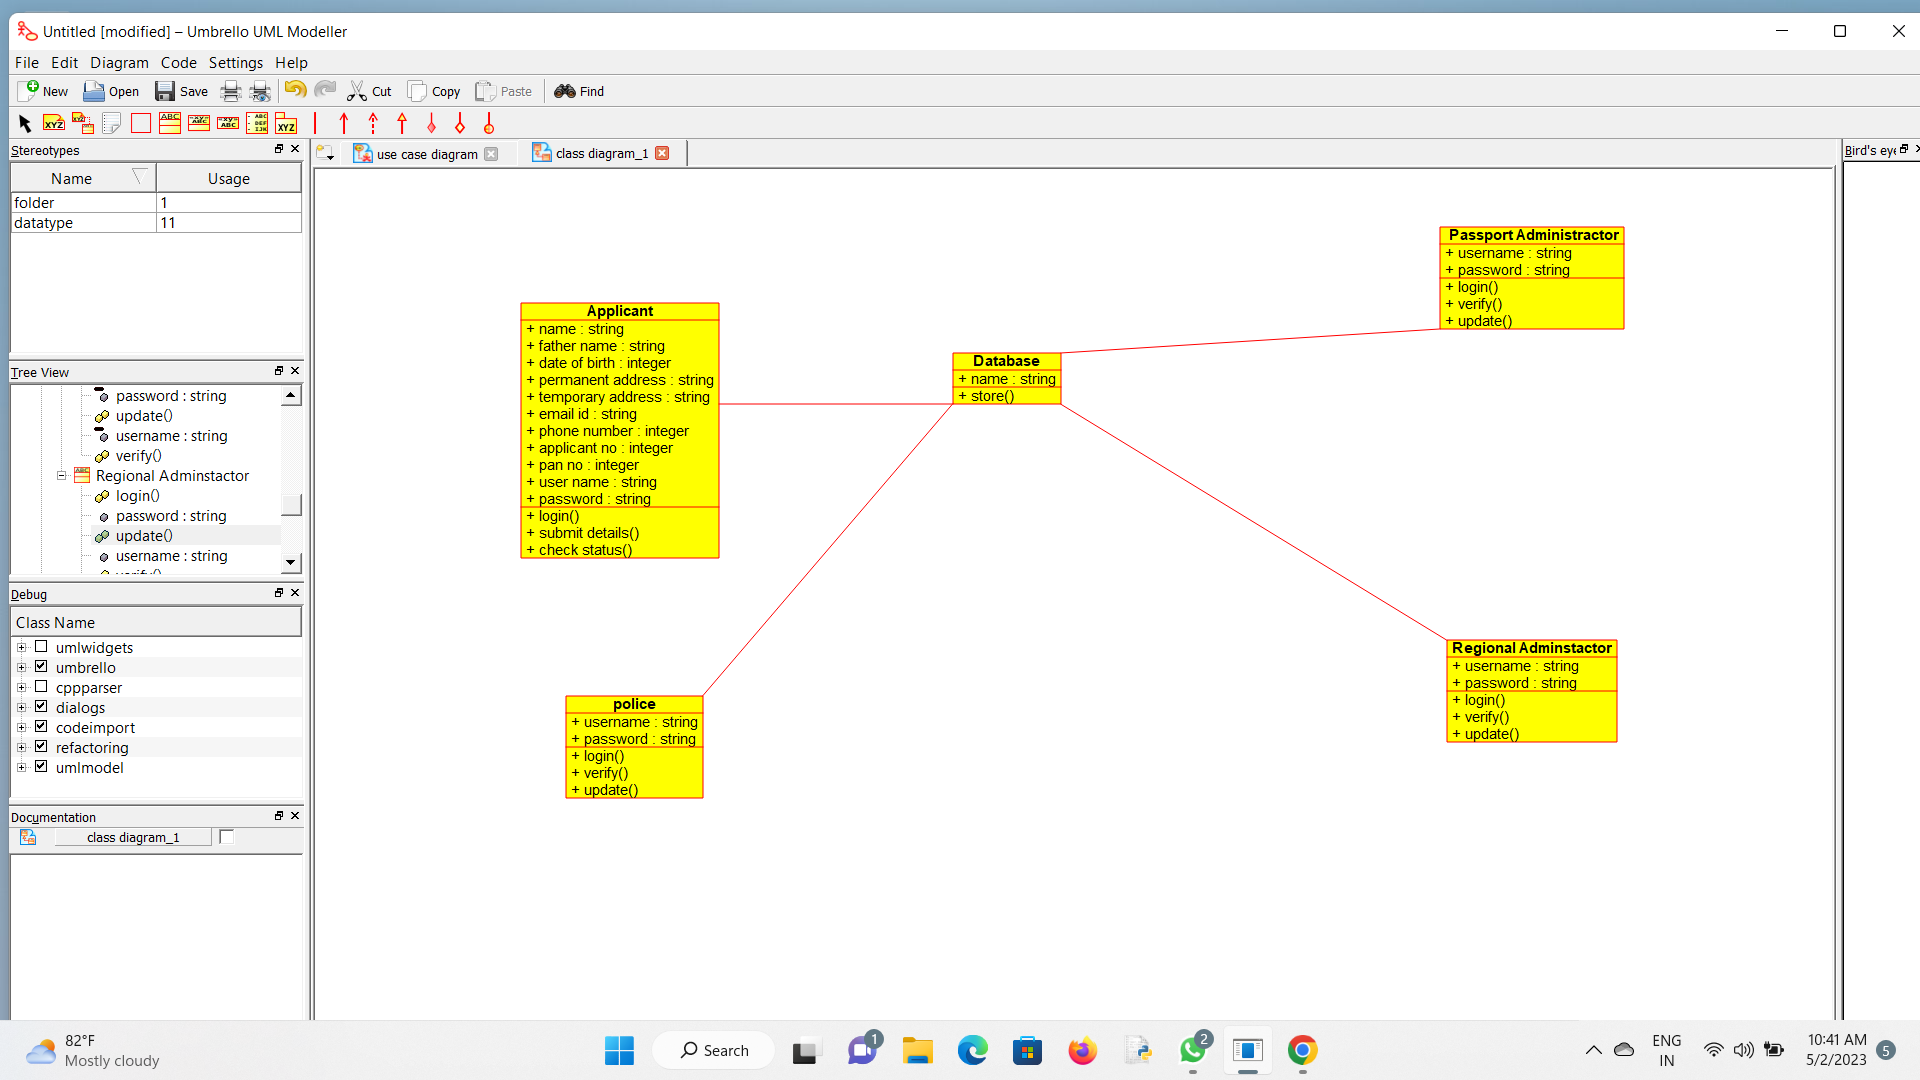 Untitled [modified] – Umbrello UML Modeller
File Edit Diagram Code Settings Help
New Open Save Cut Copy Paste Find
XYZ ABC XYZ
Stereotypes
Name Usage
folder 1
datatype 11
Tree View
password : string
update()
username : string
verify()
Regional Adminstactor
login()
password : string
update()
username : string
verify()
Debug
Class Name
umlwidgets
umbrello
cppparser
dialogs
codeimport
refactoring
umlmodel
Documentation
class diagram_1
use case diagram
class diagram_1
Bird's eye
Applicant
+ name : string
+ father name : string
+ date of birth : integer
+ permanent address : string
+ temporary address : string
+ email id : string
+ phone number : integer
+ applicant no : integer
+ pan no : integer
+ user name : string
+ password : string
+ login()
+ submit details()
+ check status()
Database
+ name : string
+ store()
Passport Administractor
+ username : string
+ password : string
+ login()
+ verify()
+ update()
police
+ username : string
+ password : string
+ login()
+ verify()
+ update()
Regional Adminstactor
+ username : string
+ password : string
+ login()
+ verify()
+ update()
82°F
Mostly cloudy
Search
1
2
ENG
IN
10:41 AM
5/2/2023
5